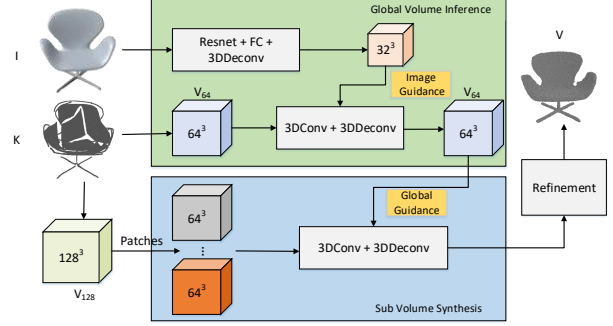 Global Volume Inference
V
I
Resnet + FC +
3DDeconv
32³
Image
Guidance
V₆₄
V₆₄
K
64³
3DConv + 3DDeconv
64³
Global
Guidance
Refinement
64³
128³
Patches
...
3DConv + 3DDeconv
64³
V₁₂₈
Sub Volume Synthesis